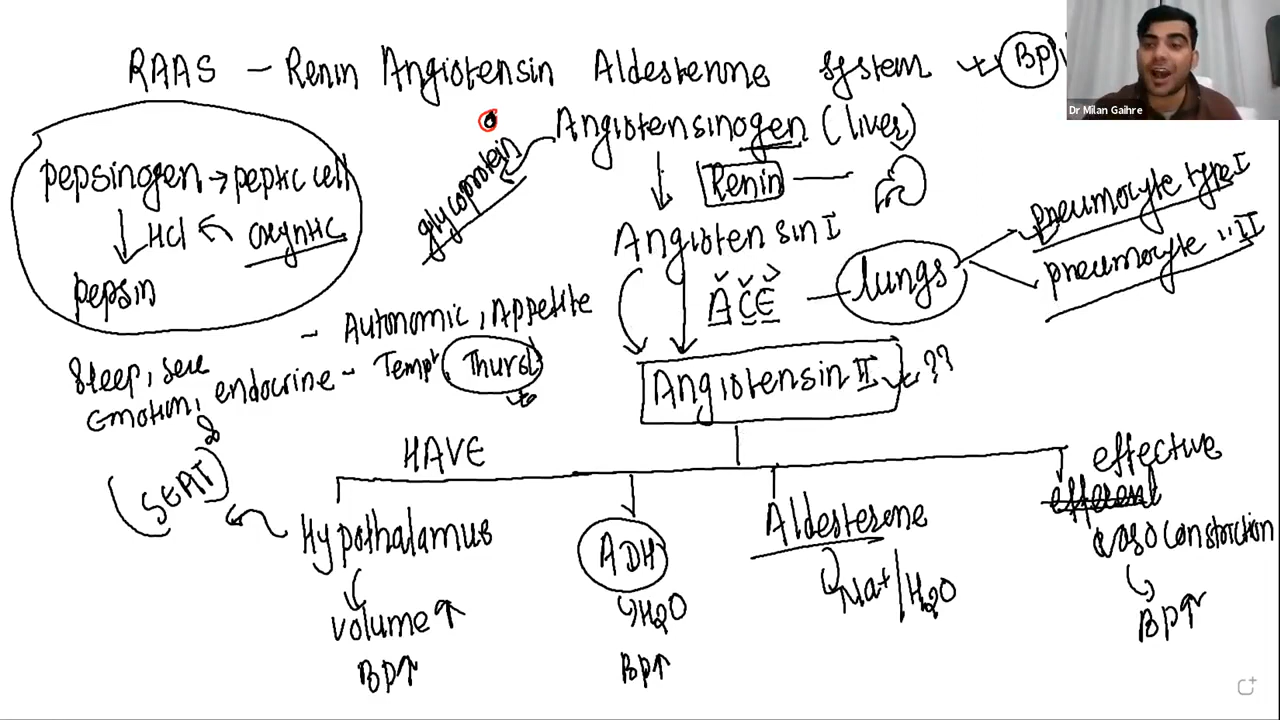 RAAS – Renin Angiotensin Aldesterone system BP
Dr Milan Gaihre
Angiotensinogen (liver)
glycoprotein
Renin
pepsinogen → peptic cell
↓ Hcl ← oxyntic
pepsin
Angiotensin I
ACE – lungs
pneumocyte type I
pneumocyte " II
– Autonomic, Appetite
Temp, Thurst
Sleep, sex
emotion, endocrine –
Angiotensin II ??
HAVE
(SEAT)
Hypothalamus
volume ↑
BP↑
ADH
H2O
BP↑
Aldesterone
Na+/H2O
effective
efferent
vasoconstriction
BP↑